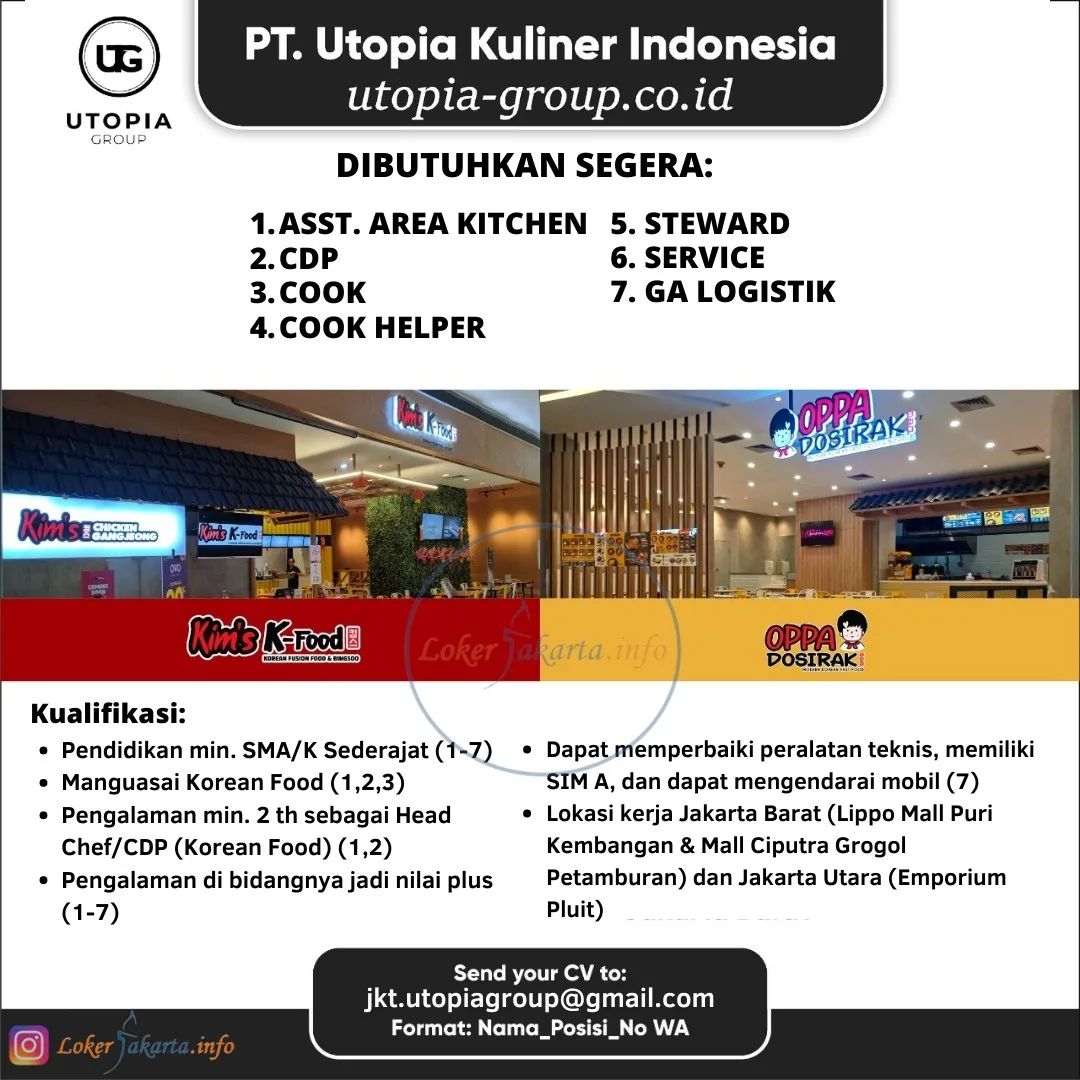 UG
UTOPIA
GROUP
PT. Utopia Kuliner Indonesia
utopia-group.co.id
DIBUTUHKAN SEGERA:
1. ASST. AREA KITCHEN
2. CDP
3. COOK
4. COOK HELPER
5. STEWARD
6. SERVICE
7. GA LOGISTIK
Kim's K-Food
Kim's CHICKEN
GANGJEONG
Kim's K-Food
OVO
OPPA
DOSIRAK
Kim's K-FOOD
KOREAN FUSION FOOD & BINGSOO
OPPA
DOSIRAK
MODERN KOREAN FAST FOOD
Loker Jakarta.info
Kualifikasi:
• Pendidikan min. SMA/K Sederajat (1-7)
• Manguasai Korean Food (1,2,3)
• Pengalaman min. 2 th sebagai Head
Chef/CDP (Korean Food) (1,2)
• Pengalaman di bidangnya jadi nilai plus
(1-7)
• Dapat memperbaiki peralatan teknis, memiliki
SIM A, dan dapat mengendarai mobil (7)
• Lokasi kerja Jakarta Barat (Lippo Mall Puri
Kembangan & Mall Ciputra Grogol
Petamburan) dan Jakarta Utara (Emporium
Pluit)
Send your CV to:
jkt.utopiagroup@gmail.com
Format: Nama_Posisi_No WA
Loker Jakarta.info